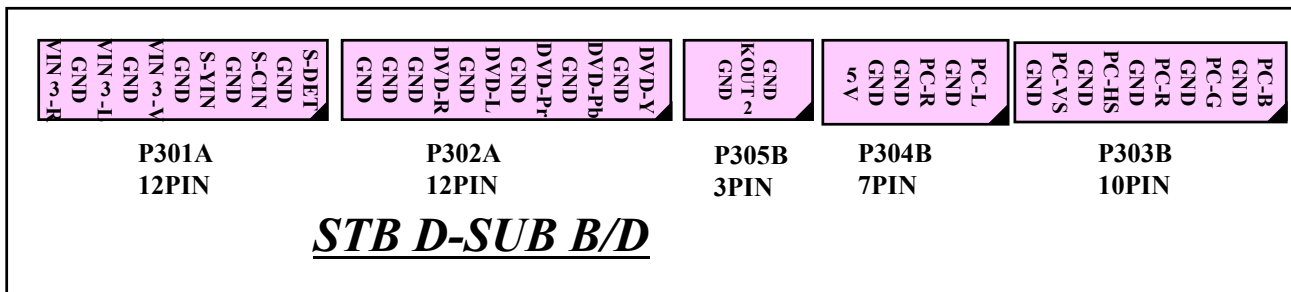 VIN 3-R
GND
VIN 3-L
GND
VIN 3-V
GND
S-YIN
GND
S-CIN
GND
S-DET
GND
GND
GND
DVD-R
GND
DVD-L
GND
DVD-Pr
GND
DVD-Pb
GND
DVD-Y
GND
KOUT 2
GND
5V
GND
GND
PC-R
GND
PC-L
GND
PC-VS
GND
PC-HS
GND
PC-R
GND
PC-G
GND
PC-B
P301A
12PIN
P302A
12PIN
P305B
3PIN
P304B
7PIN
P303B
10PIN
STB D-SUB B/D